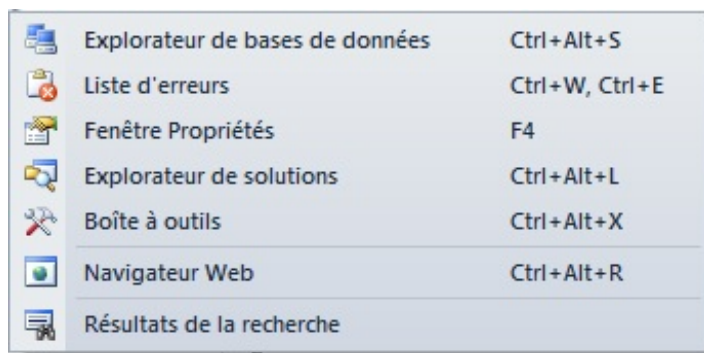 Explorateur de bases de données Ctrl+Alt+S
Liste d'erreurs Ctrl+W, Ctrl+E
Fenêtre Propriétés F4
Explorateur de solutions Ctrl+Alt+L
Boîte à outils Ctrl+Alt+X
Navigateur Web Ctrl+Alt+R
Résultats de la recherche